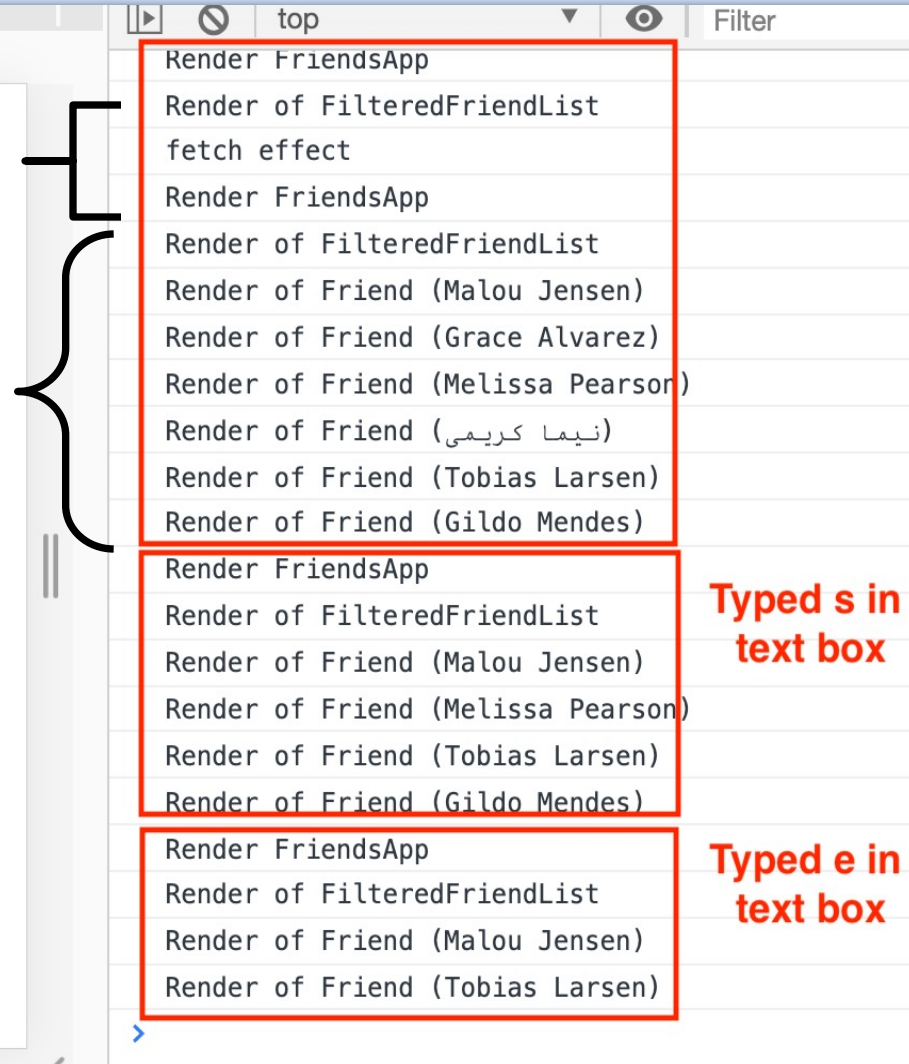 top
Filter
Render FriendsApp
Render of FilteredFriendList
fetch effect
Render FriendsApp
Render of FilteredFriendList
Render of Friend (Malou Jensen)
Render of Friend (Grace Alvarez)
Render of Friend (Melissa Pearson)
Render of Friend (نیما کریمی)
Render of Friend (Tobias Larsen)
Render of Friend (Gildo Mendes)
Render FriendsApp
Render of FilteredFriendList
Render of Friend (Malou Jensen)
Render of Friend (Melissa Pearson)
Render of Friend (Tobias Larsen)
Render of Friend (Gildo Mendes)
Typed s in
text box
Render FriendsApp
Render of FilteredFriendList
Render of Friend (Malou Jensen)
Render of Friend (Tobias Larsen)
Typed e in
text box